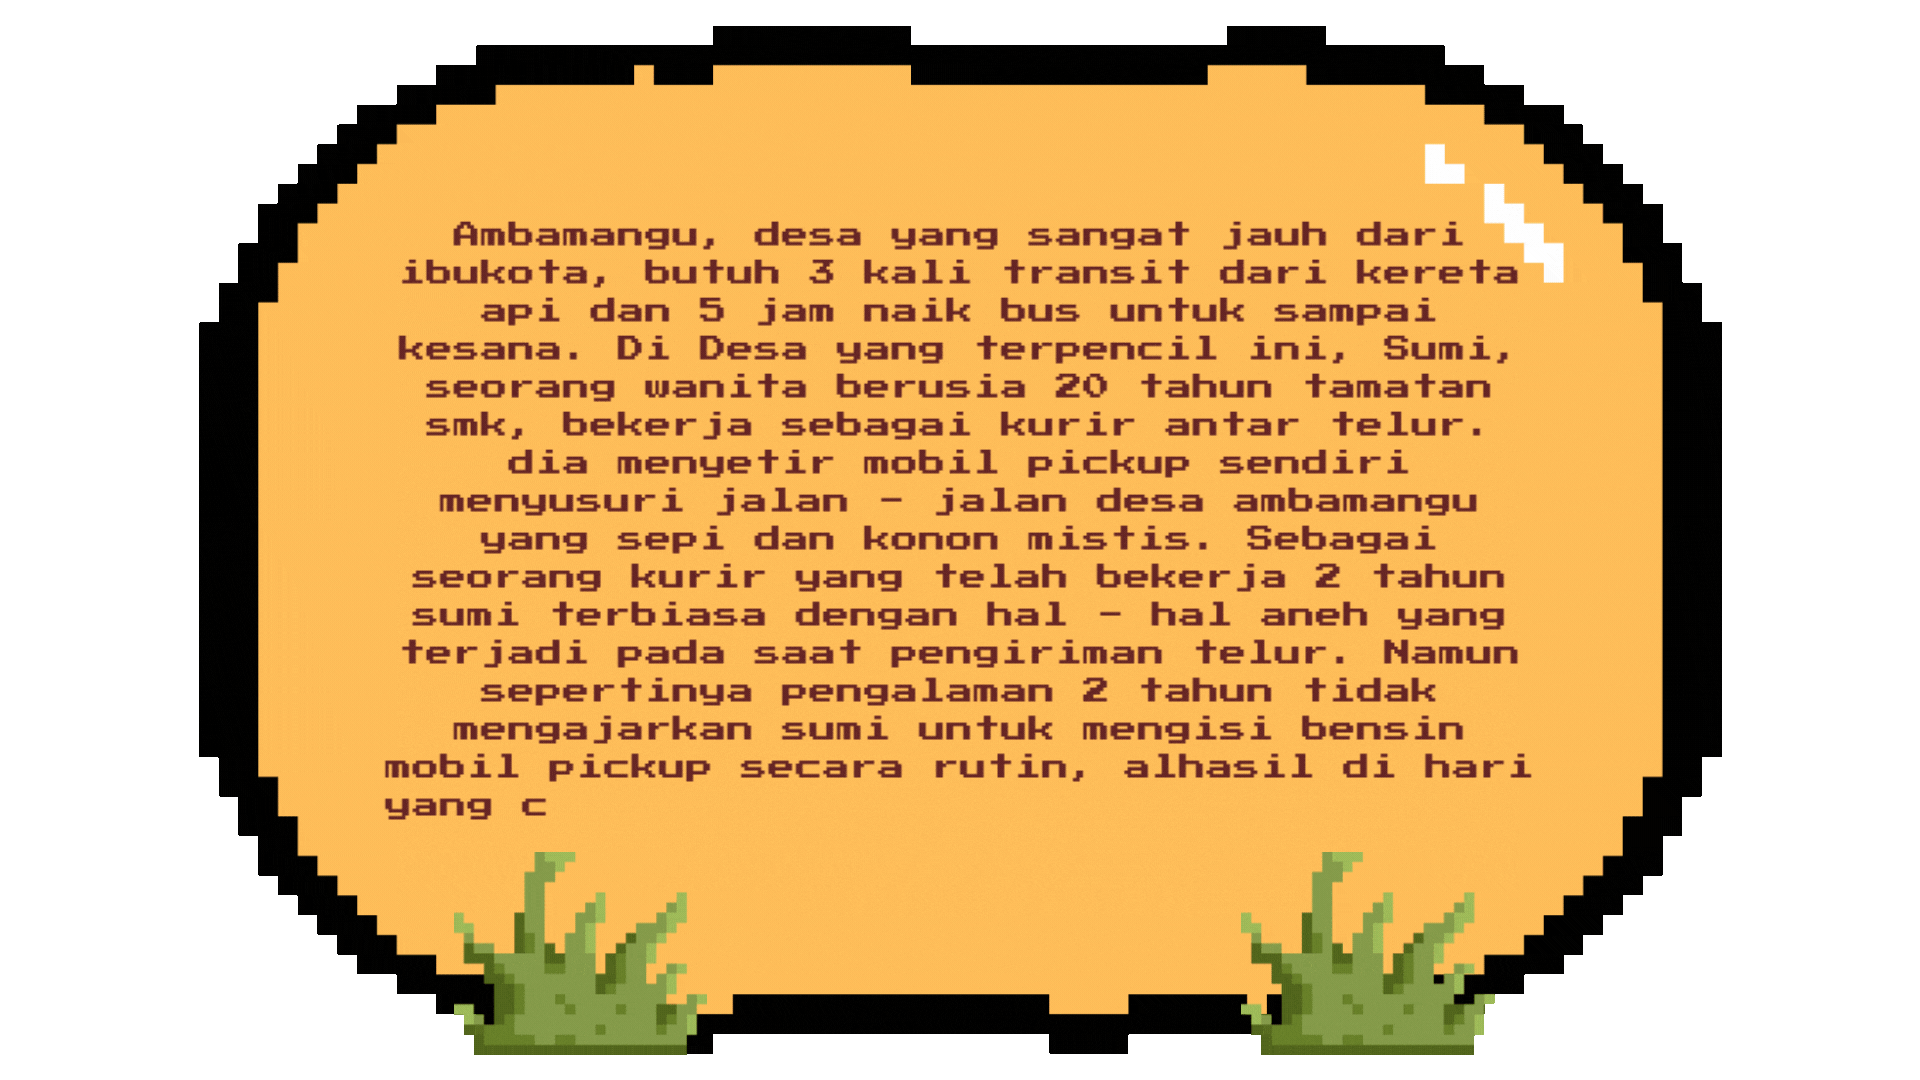 Ambamangu, desa yang sangat jauh dari
ibukota, butuh 3 kali transit dari kereta
api dan 5 jam naik bus untuk sampai
kesana. Di Desa yang terpencil ini, Sumi,
seorang wanita berusia 20 tahun tamatan
smk, bekerja sebagai kurir antar telur.
dia menyetir mobil pickup sendiri
menyusuri jalan - jalan desa ambamangu
yang sepi dan konon mistis. Sebagai
seorang kurir yang telah bekerja 2 tahun
sumi terbiasa dengan hal - hal aneh yang
terjadi pada saat pengiriman telur. Namun
sepertinya pengalaman 2 tahun tidak
mengajarkan sumi untuk mengisi bensin
mobil pickup secara rutin, alhasil di hari
yang c